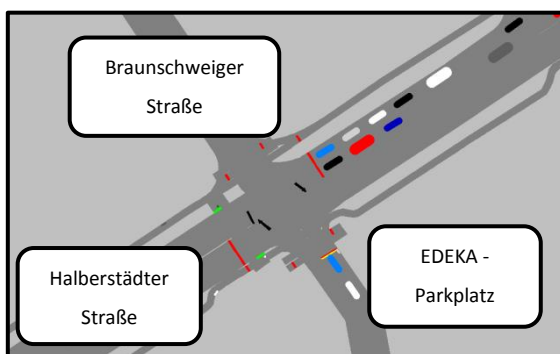 Braunschweiger
Straße
Halberstädter
Straße
EDEKA -
Parkplatz